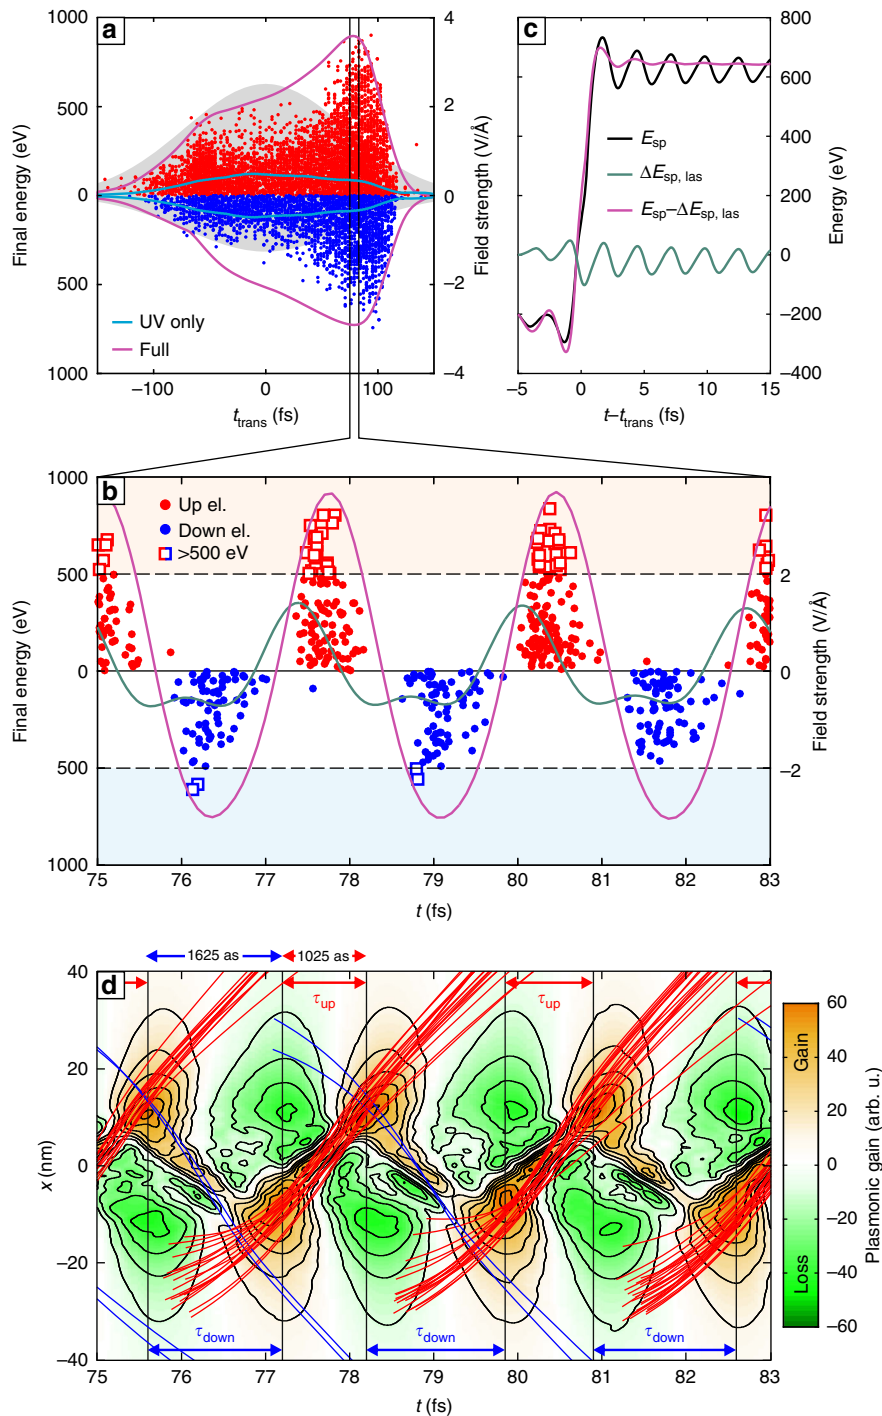 a
1000
500
0
500
1000
Final energy (eV)
4
2
0
−2
−4
Field strength (V/Å)
UV only
Full
−100
0
100
t_trans (fs)
c
800
600
400
200
0
−200
−400
Energy (eV)
E_sp
ΔE_sp, las
E_sp−ΔE_sp, las
−5
0
5
10
15
t−t_trans (fs)
b
1000
500
0
500
1000
Final energy (eV)
Up el.
Down el.
>500 eV
2
0
−2
Field strength (V/Å)
75
76
77
78
79
80
81
82
83
t (fs)
1625 as
1025 as
d
40
20
0
−20
−40
x (nm)
τ_up
τ_up
τ_down
τ_down
τ_down
75
76
77
78
79
80
81
82
83
t (fs)
Gain
Loss
60
40
20
0
−20
−40
−60
Plasmonic gain (arb. u.)